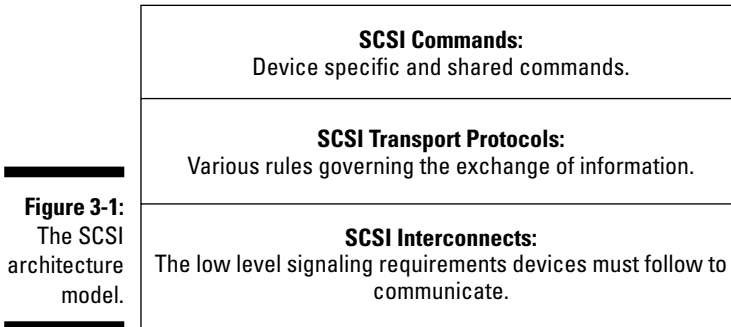 SCSI Commands:
Device specific and shared commands.
SCSI Transport Protocols:
Various rules governing the exchange of information.
Figure 3-1:
The SCSI
architecture
model.
SCSI Interconnects:
The low level signaling requirements devices must follow to
communicate.